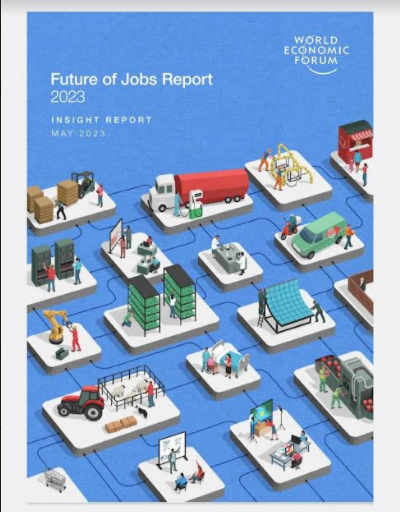 WORLD
ECONOMIC
FORUM
Future of Jobs Report
2023
INSIGHT REPORT
MAY 2023